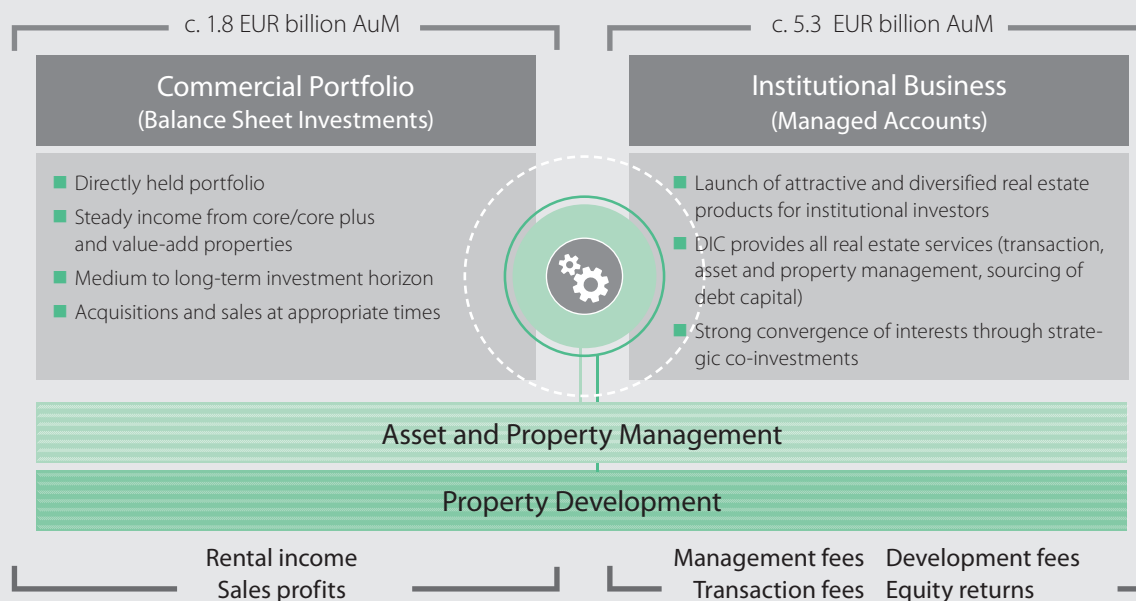 c. 1.8 EUR billion AuM
Commercial Portfolio
(Balance Sheet Investments)
Directly held portfolio
Steady income from core/core plus
and value-add properties
Medium to long-term investment horizon
Acquisitions and sales at appropriate times
c. 5.3 EUR billion AuM
Institutional Business
(Managed Accounts)
Launch of attractive and diversified real estate
products for institutional investors
DIC provides all real estate services (transaction,
asset and property management, sourcing of
debt capital)
Strong convergence of interests through strate-
gic co-investments
Asset and Property Management
Property Development
Rental income
Sales profits
Management fees Development fees
Transaction fees Equity returns